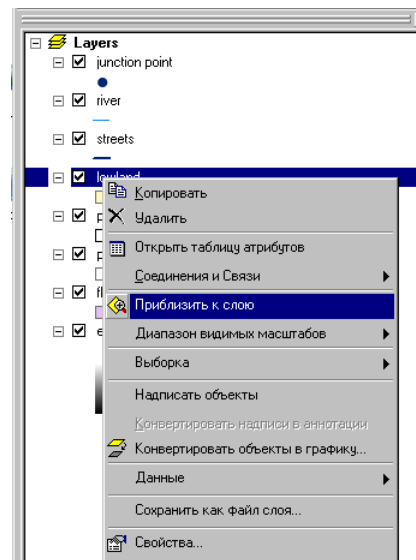 Layers
junction point
river
streets
lowland
Копировать
Удалить
Открыть таблицу атрибутов
Соединения и Связи
Приблизить к слою
Диапазон видимых масштабов
Выборка
Надписать объекты
Конвертировать надписи в аннотации
Конвертировать объекты в графику...
Данные
Сохранить как файл слоя...
Свойства...